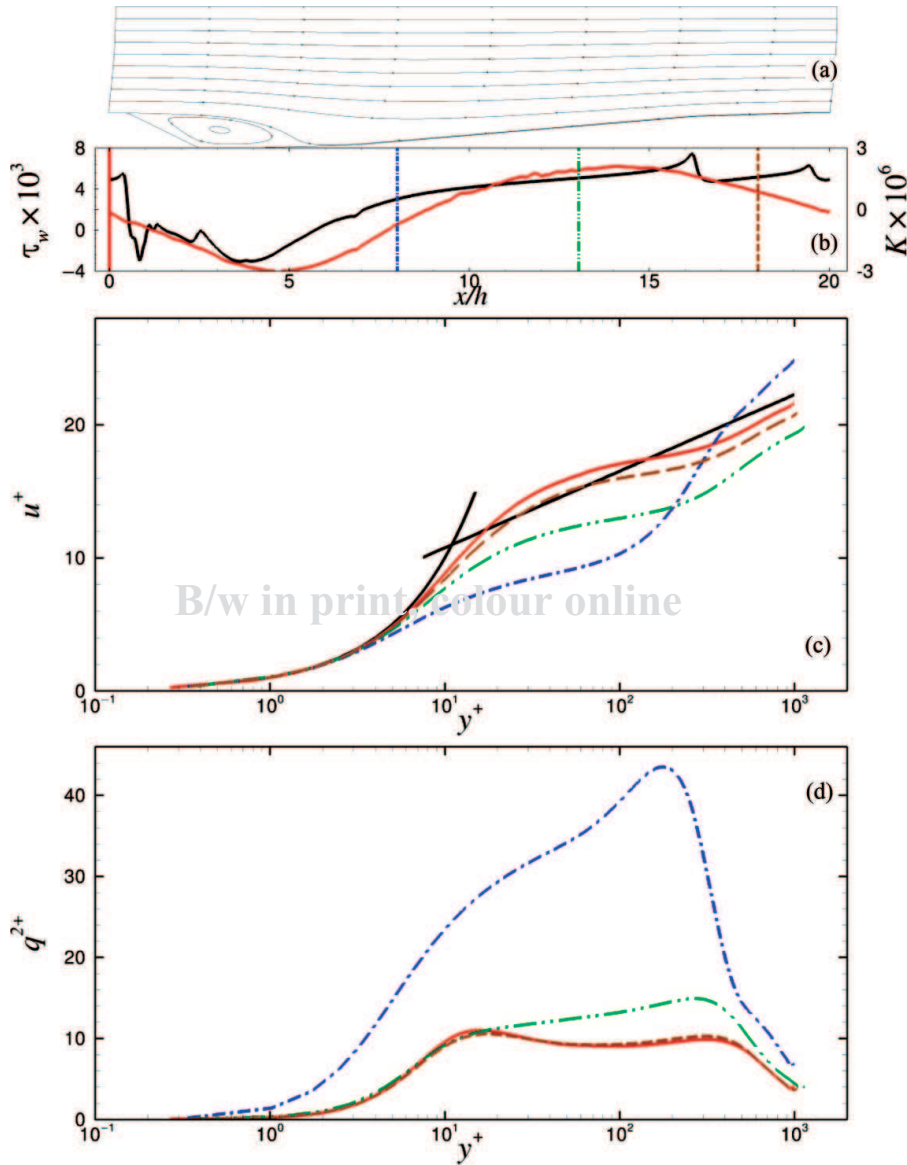 (a)
τw × 10³
8
4
0
−4
3
0
−3
K × 10⁶
(b)
0
5
10
15
20
x/h
u⁺
20
10
0
B/w in print, colour online
(c)
10⁻¹
10⁰
10¹
10²
10³
y⁺
q²⁺
40
30
20
10
0
(d)
10⁻¹
10⁰
10¹
10²
10³
y⁺